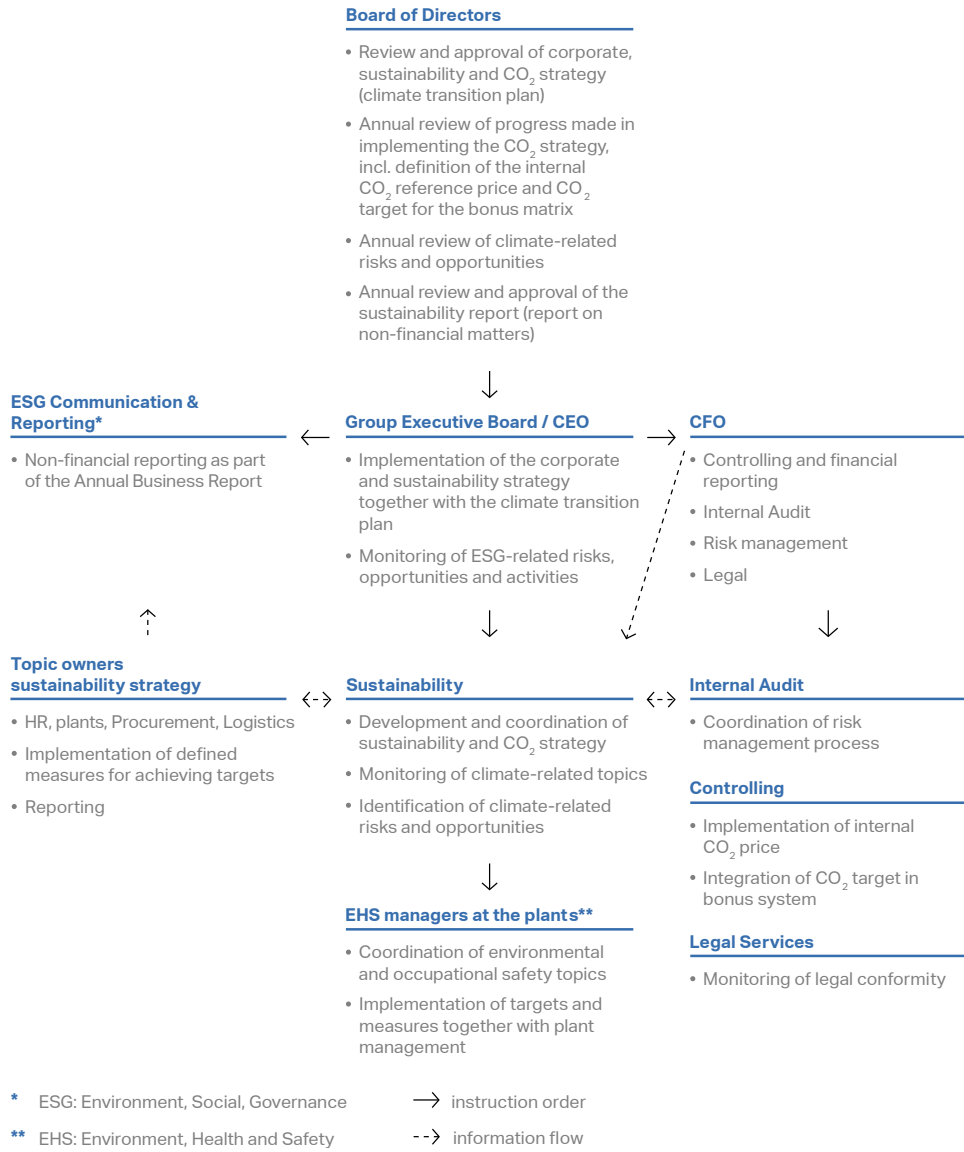 Board of Directors
• Review and approval of corporate,
sustainability and CO₂ strategy
(climate transition plan)
• Annual review of progress made in
implementing the CO₂ strategy,
incl. definition of the internal
CO₂ reference price and CO₂
target for the bonus matrix
• Annual review of climate-related
risks and opportunities
• Annual review and approval of the
sustainability report (report on
non-financial matters)
ESG Communication &
Reporting*
• Non-financial reporting as part
of the Annual Business Report
Group Executive Board / CEO
• Implementation of the corporate
and sustainability strategy
together with the climate transition
plan
• Monitoring of ESG-related risks,
opportunities and activities
CFO
• Controlling and financial
reporting
• Internal Audit
• Risk management
• Legal
Topic owners
sustainability strategy
• HR, plants, Procurement, Logistics
• Implementation of defined
measures for achieving targets
• Reporting
Sustainability
• Development and coordination of
sustainability and CO₂ strategy
• Monitoring of climate-related topics
• Identification of climate-related
risks and opportunities
Internal Audit
• Coordination of risk
management process
Controlling
• Implementation of internal
CO₂ price
• Integration of CO₂ target in
bonus system
Legal Services
• Monitoring of legal conformity
EHS managers at the plants**
• Coordination of environmental
and occupational safety topics
• Implementation of targets and
measures together with plant
management
* ESG: Environment, Social, Governance
** EHS: Environment, Health and Safety
instruction order
information flow